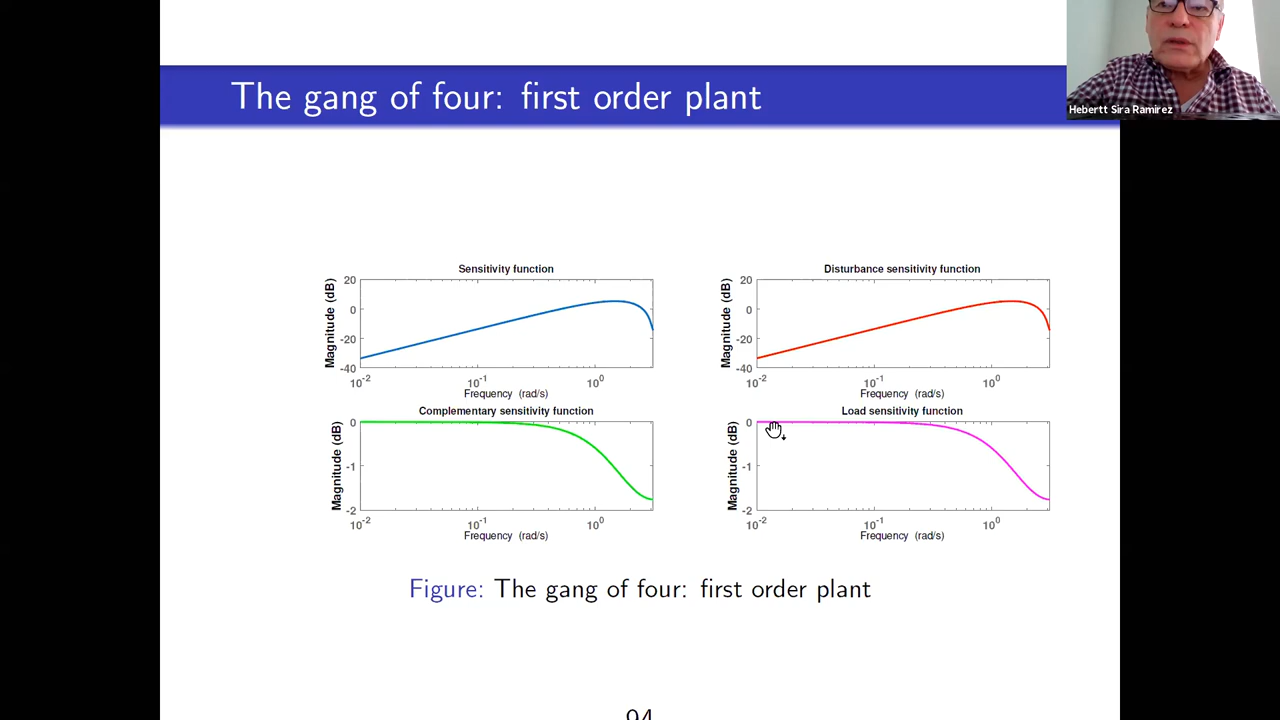 The gang of four: first order plant
Hebertt Sira Ramirez
Sensitivity function
Magnitude (dB)
20
0
-20
-40
10-2
10-1
100
Frequency (rad/s)
Disturbance sensitivity function
Magnitude (dB)
20
0
-20
-40
10-2
10-1
100
Frequency (rad/s)
Complementary sensitivity function
Magnitude (dB)
0
-1
-2
10-2
10-1
100
Frequency (rad/s)
Load sensitivity function
Magnitude (dB)
0
-1
-2
10-2
10-1
100
Frequency (rad/s)
Figure: The gang of four: first order plant